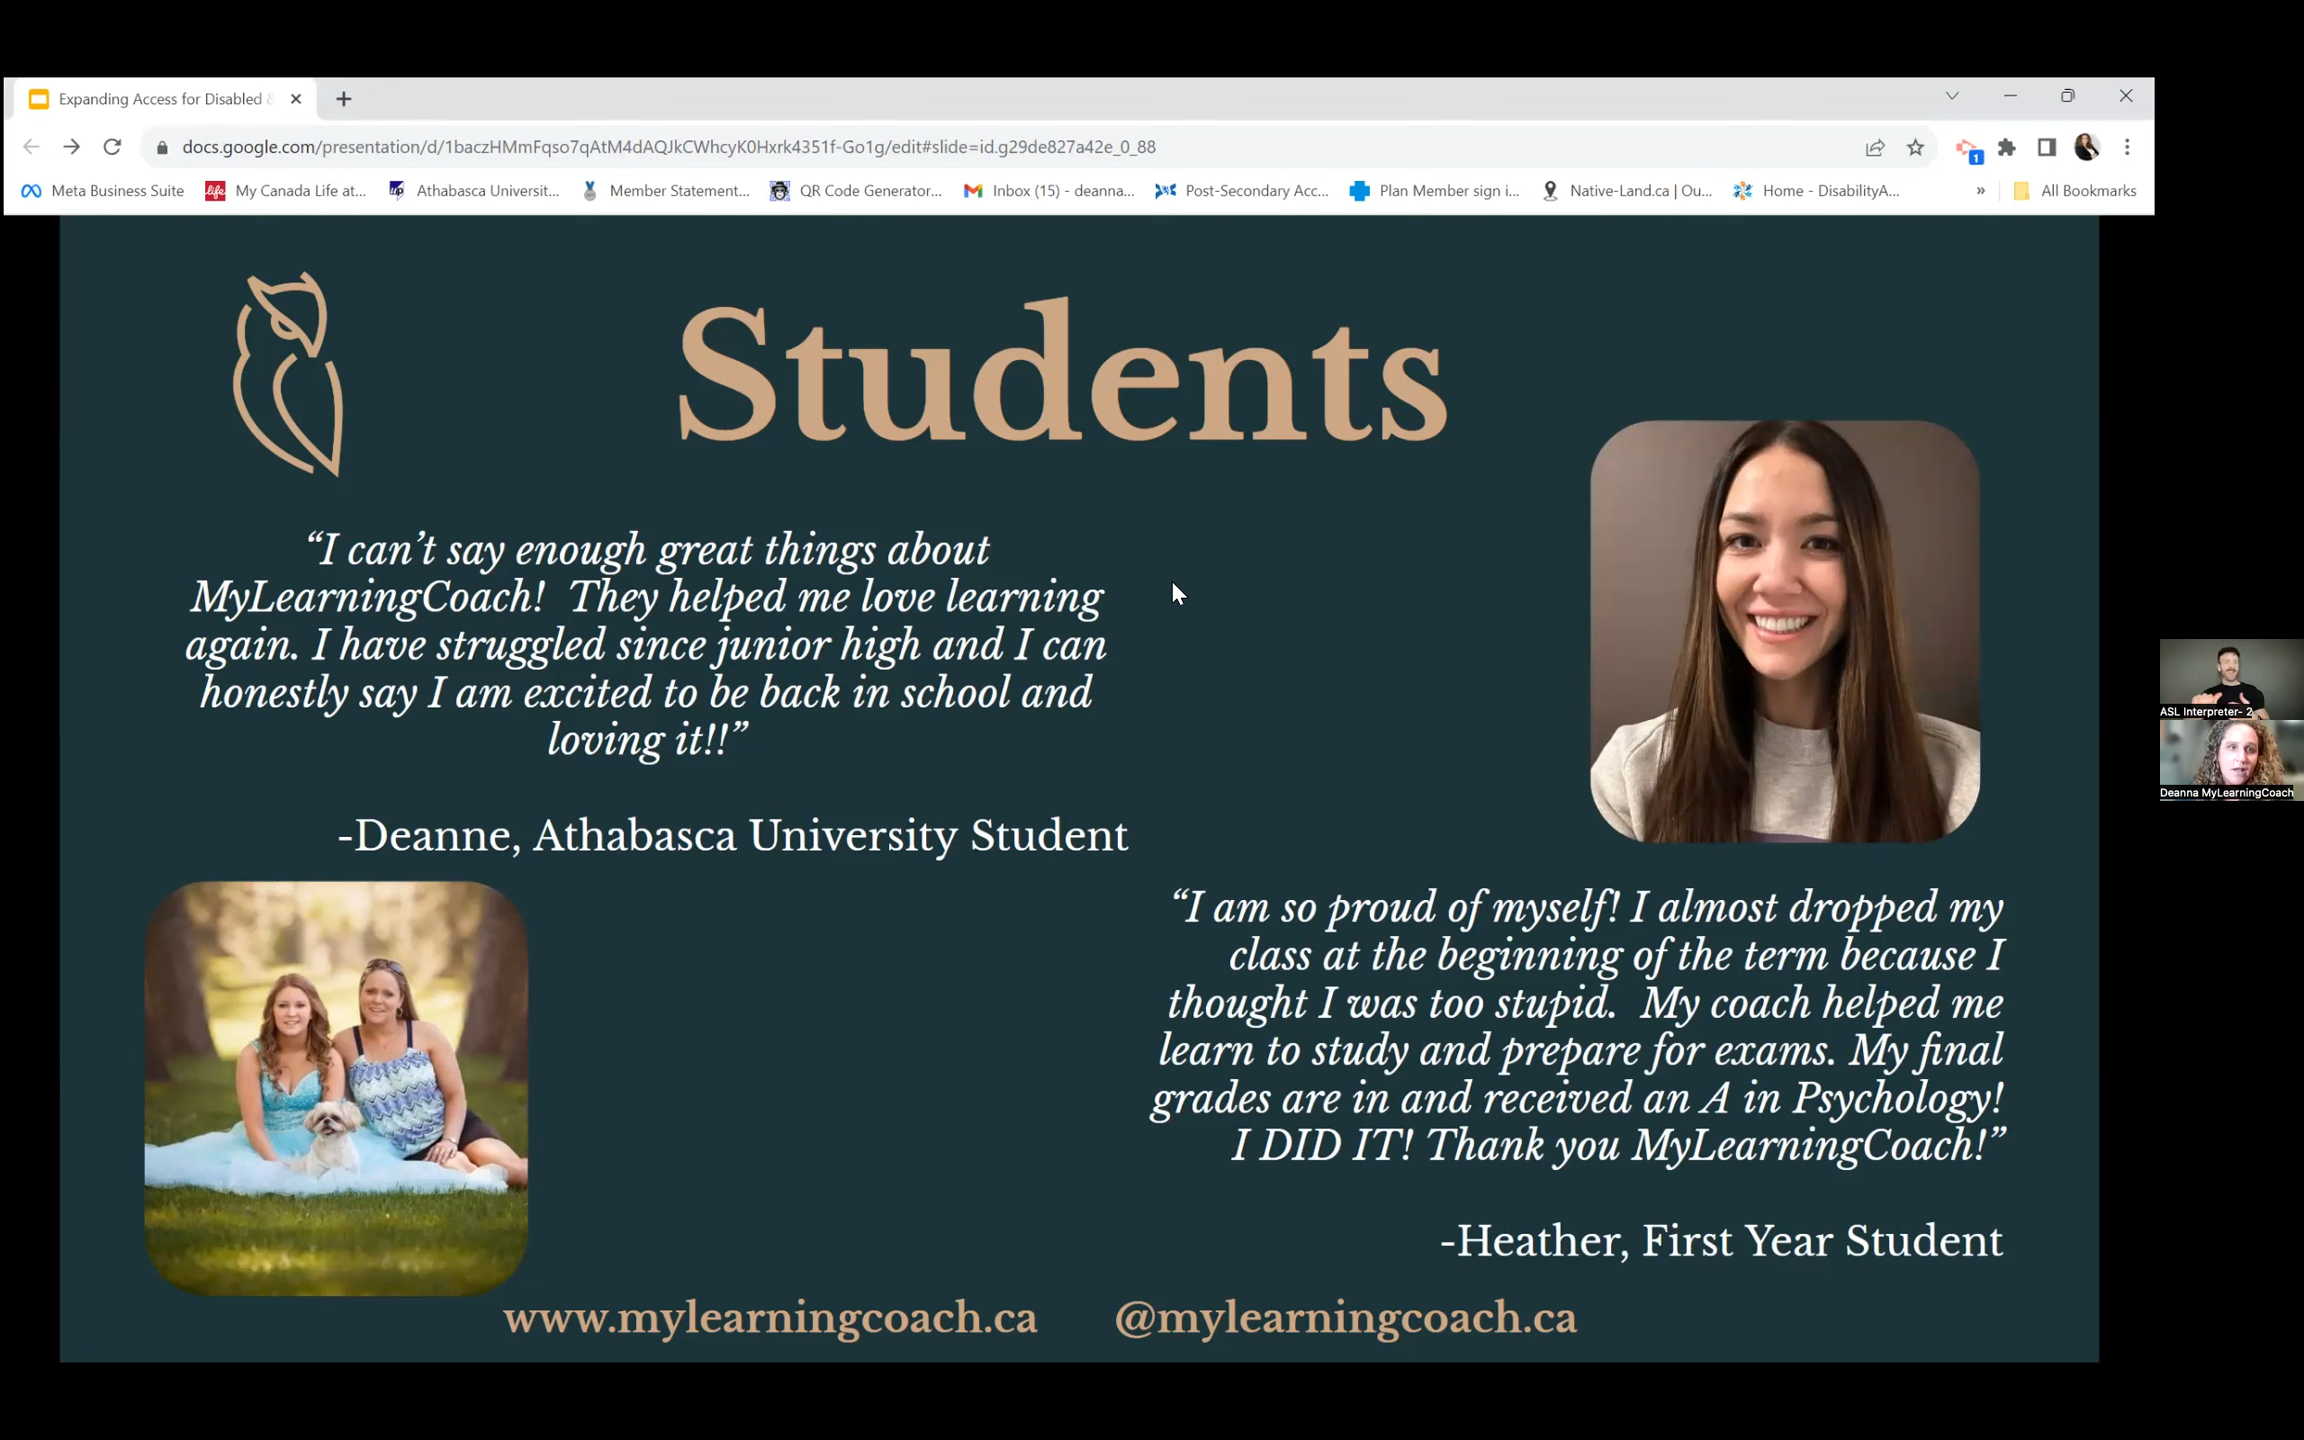 Expanding Access for Disabled &
docs.google.com/presentation/d/1baczHMmFqso7qAtM4dAQJkCWhcyK0Hxrk4351f-Go1g/edit#slide=id.g29de827a42e_0_88
1
Meta Business Suite
My Canada Life at...
Athabasca Universit...
Member Statement...
QR Code Generator...
Inbox (15) - deanna...
Post-Secondary Acc...
Plan Member sign i...
Native-Land.ca | Ou...
Home - DisabilityA...
»
All Bookmarks
Students
“I can’t say enough great things about
MyLearningCoach!  They helped me love learning
again. I have struggled since junior high and I can
honestly say I am excited to be back in school and
loving it!!”
-Deanne, Athabasca University Student
“I am so proud of myself! I almost dropped my
class at the beginning of the term because I
thought I was too stupid.  My coach helped me
learn to study and prepare for exams. My final
grades are in and received an A in Psychology!
I DID IT! Thank you MyLearningCoach!”
-Heather, First Year Student
www.mylearningcoach.ca
@mylearningcoach.ca
ASL Interpreter- 2
Deanna MyLearningCoach